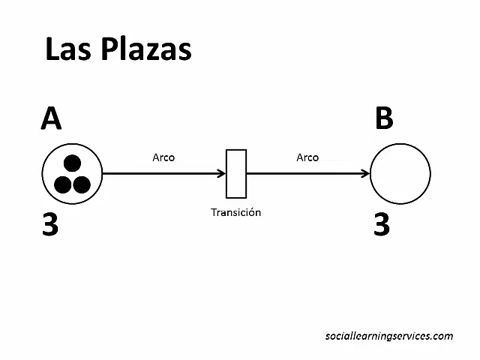 Las Plazas
A
B
Arco
Arco
Transición
3
3
sociallearningservices.com